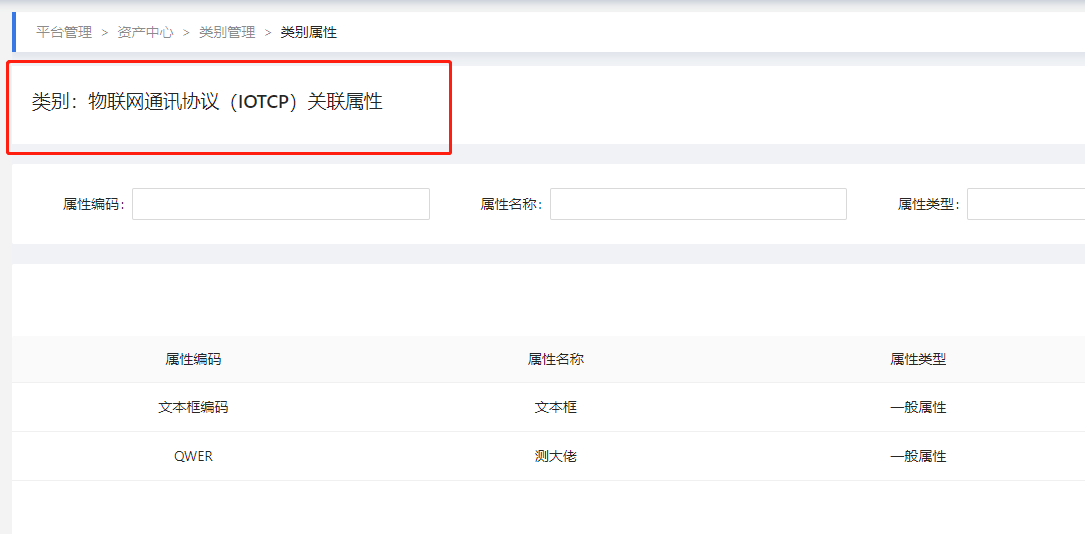 平台管理 > 资产中心 > 类别管理 > 类别属性
类别：物联网通讯协议（IOTCP）关联属性
属性编码： 属性名称： 属性类型：
属性编码 属性名称 属性类型
文本框编码 文本框 一般属性
QWER 测大佬 一般属性